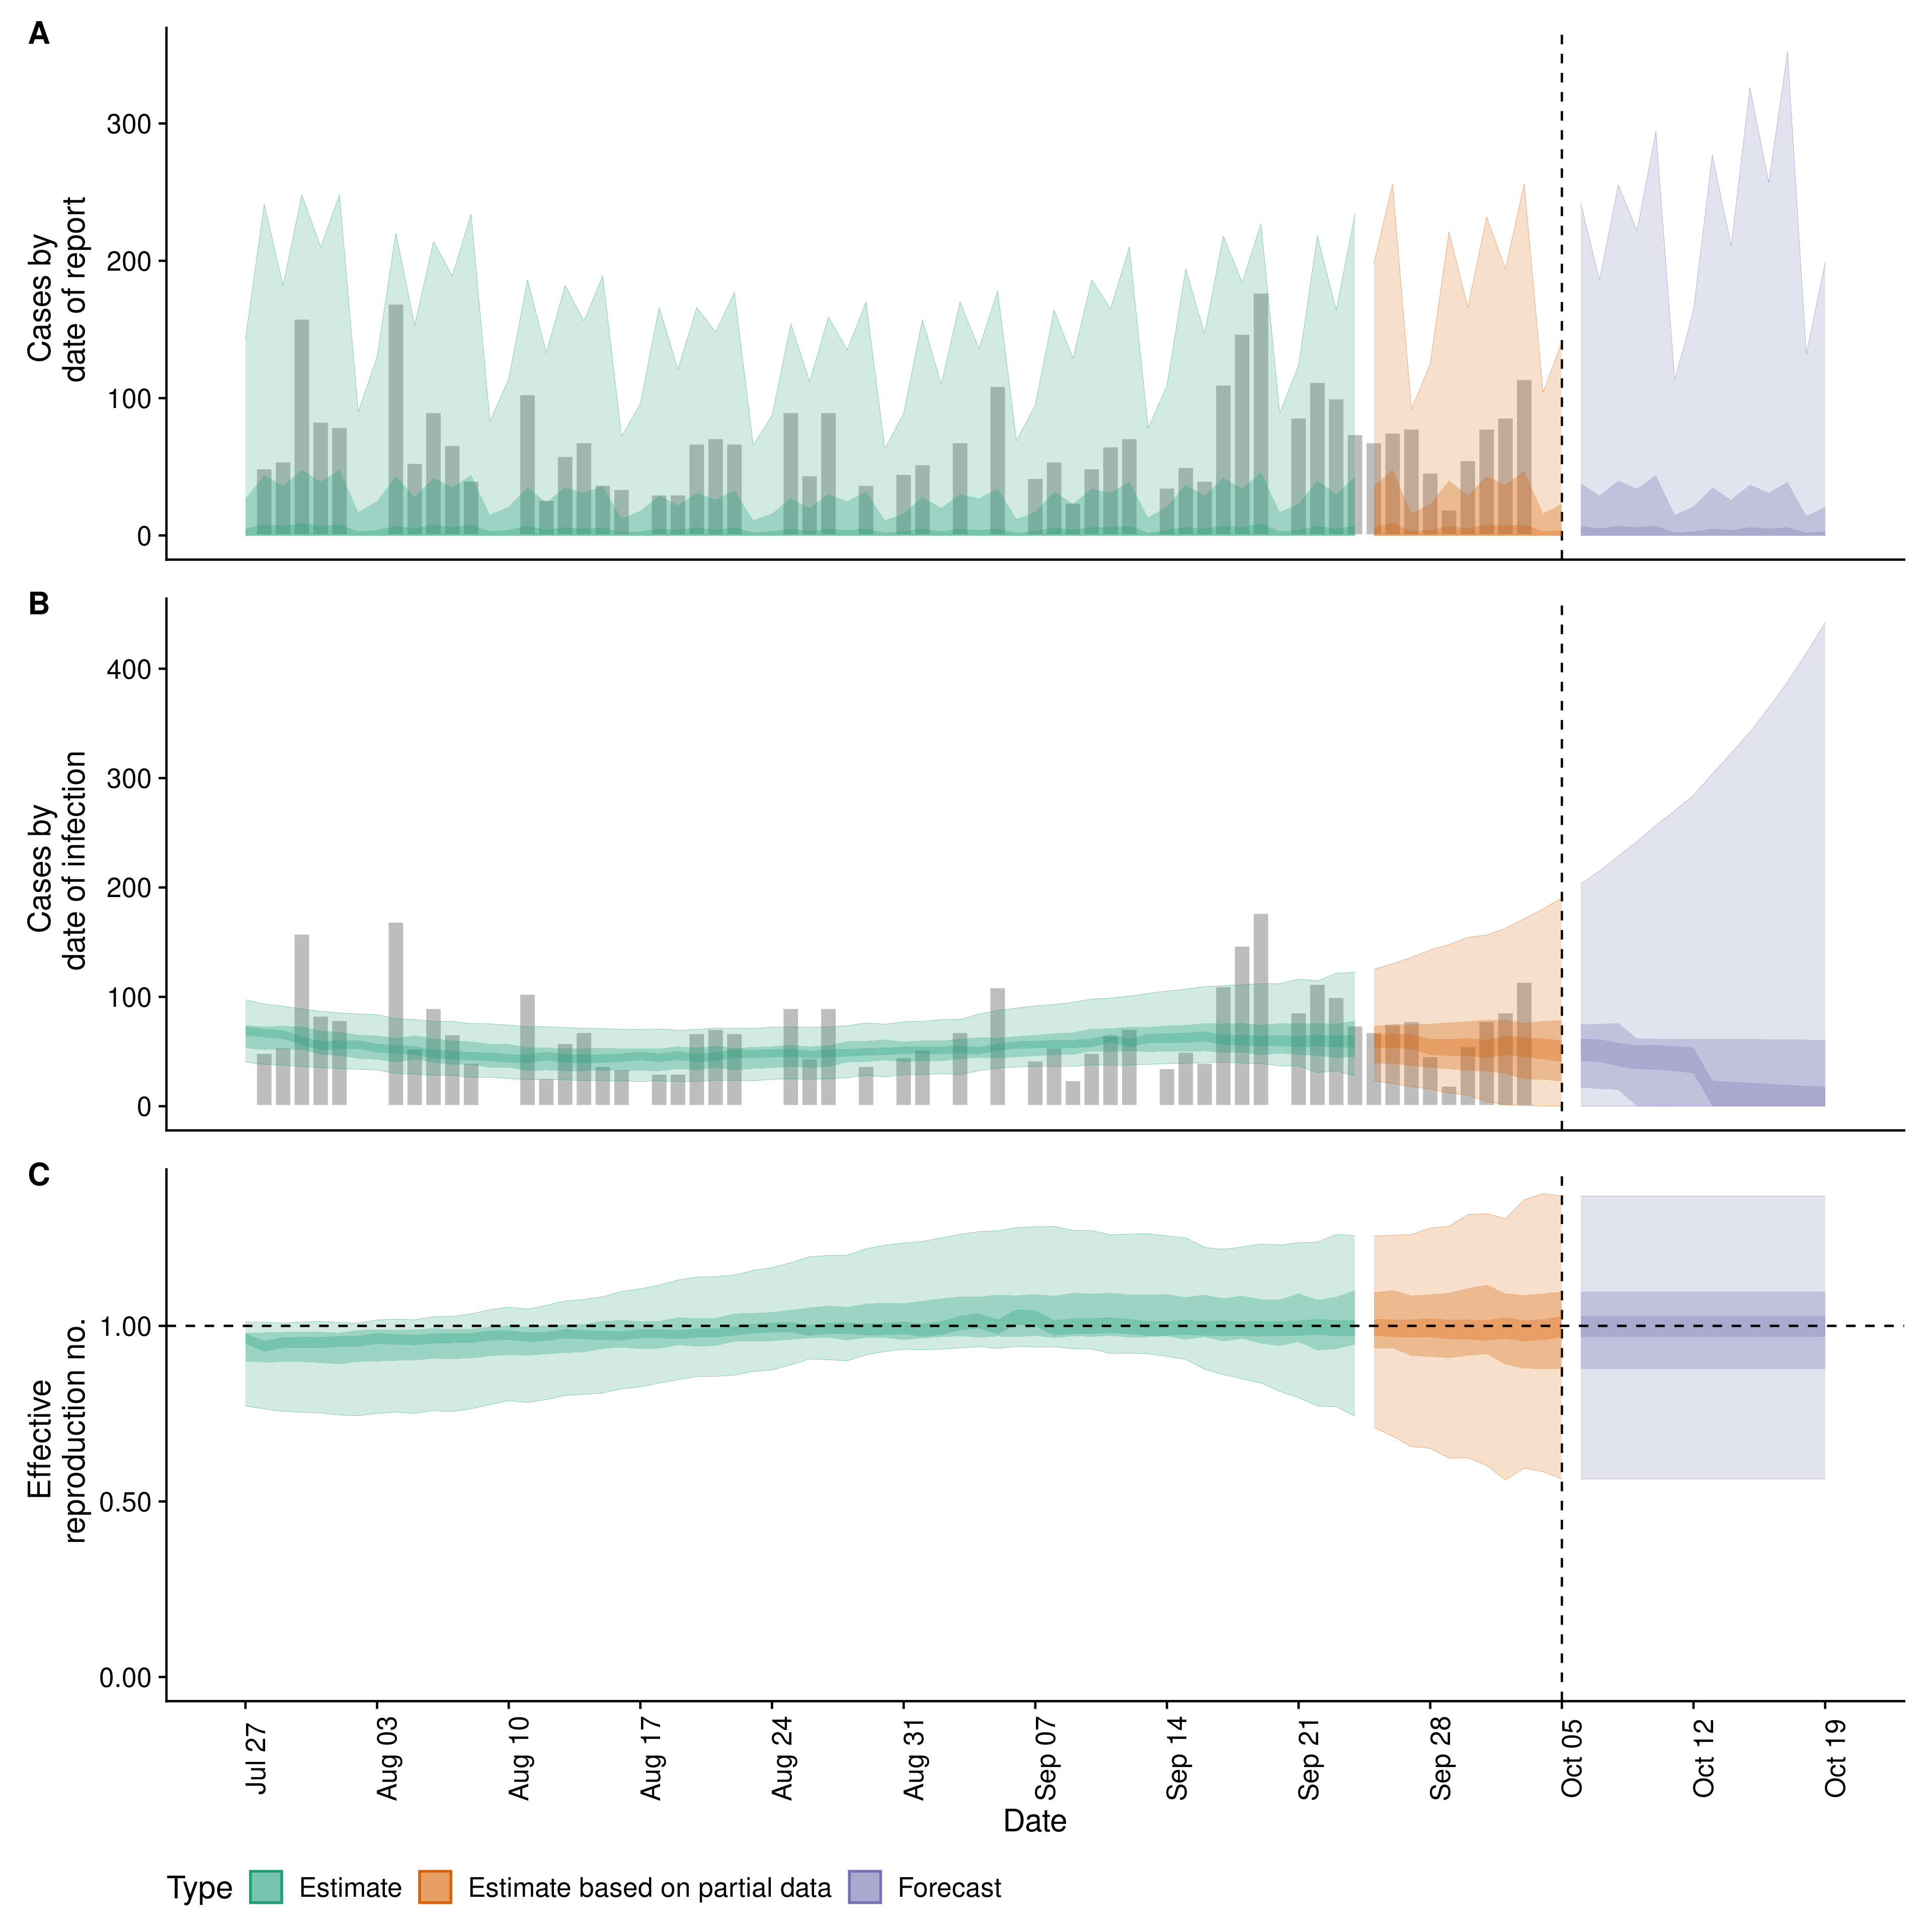 A
Cases by
date of report
300
200
100
0
B
Cases by
date of infection
400
300
200
100
0
C
Effective
reproduction no.
1.00
0.50
0.00
Jul 27
Aug 03
Aug 10
Aug 17
Aug 24
Aug 31
Sep 07
Sep 14
Sep 21
Sep 28
Oct 05
Oct 12
Oct 19
Date
Type Estimate Estimate based on partial data Forecast